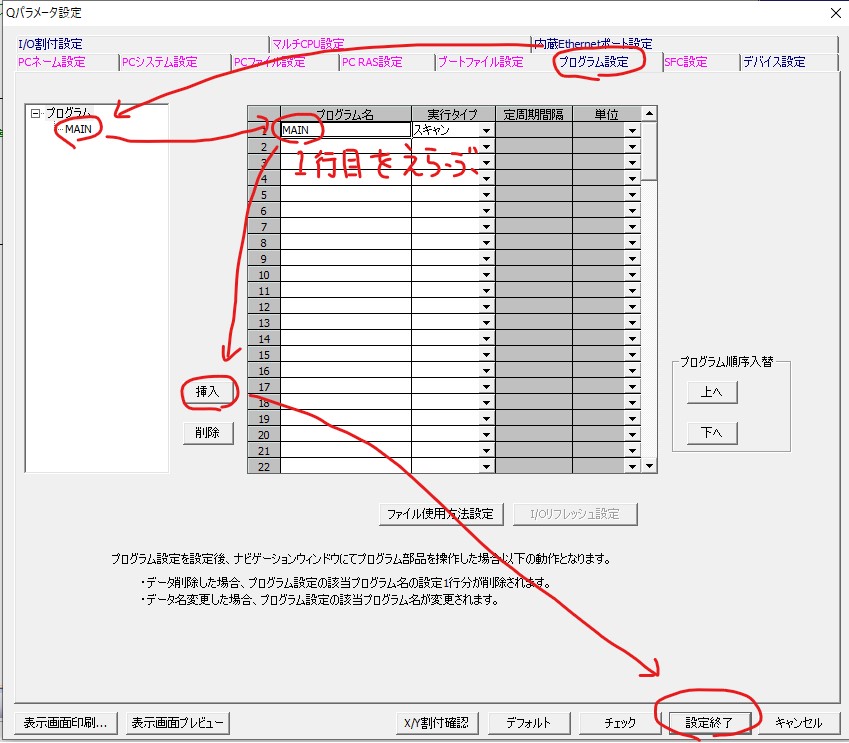 Qパラメータ設定
I/O割付設定
マルチCPU設定
内蔵Ethernetポート設定
PCネーム設定
PCシステム設定
PCファイル設定
PC RAS設定
ブートファイル設定
プログラム設定
SFC設定
デバイス設定
プログラム
MAIN
プログラム名 実行タイプ 定周期間隔 単位
1 MAIN スキャン
1行目をえらぶ
2
3
4
5
6
7
8
9
10
11
12
13
14
15
16
17
18
19
20
21
22
挿入
削除
プログラム順序入替
上へ
下へ
ファイル使用方法設定
I/Oリフレッシュ設定
プログラム設定を設定後、ナビゲーションウィンドウにてプログラム部品を操作した場合以下の動作となります。
・データ削除した場合、プログラム設定の該当プログラム名の設定1行分が削除されます。
・データ名変更した場合、プログラム設定の該当プログラム名が変更されます。
表示画面印刷...
表示画面プレビュー
X/Y割付確認
デフォルト
チェック
設定終了
キャンセル